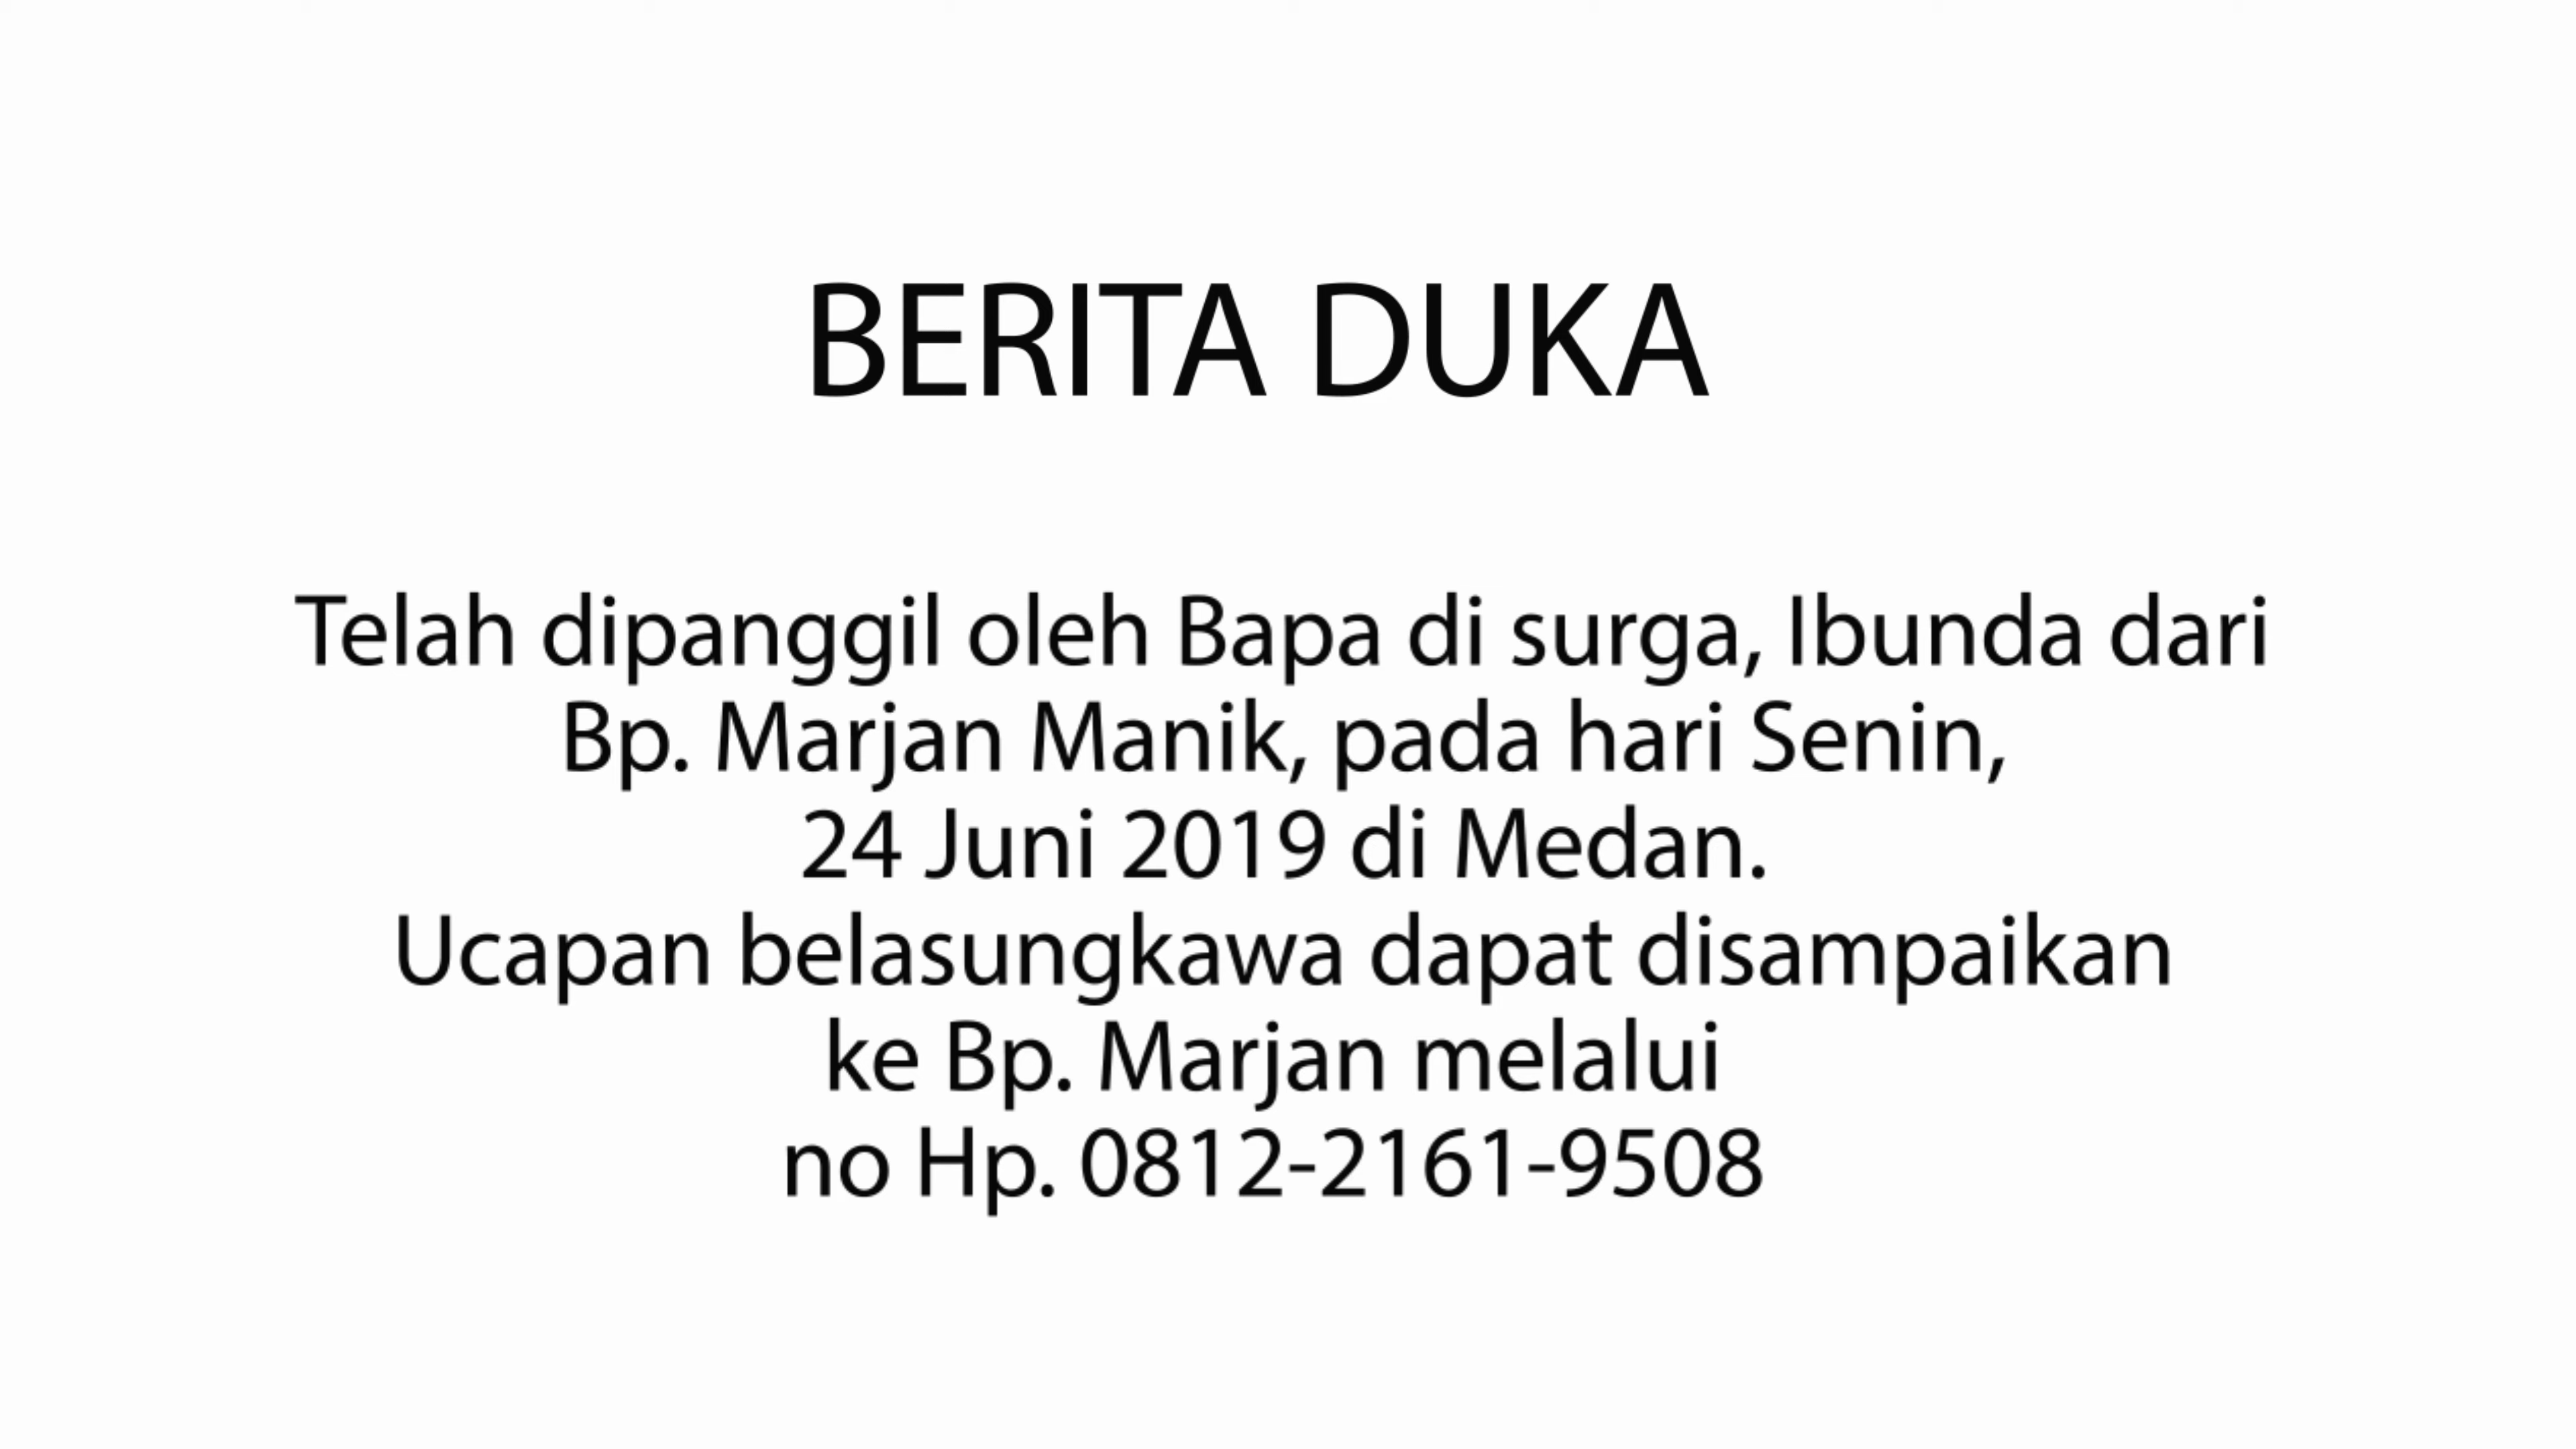 BERITA DUKA
Telah dipanggil oleh Bapa di surga, Ibunda dari
Bp. Marjan Manik, pada hari Senin,
24 Juni 2019 di Medan.
Ucapan belasungkawa dapat disampaikan
ke Bp. Marjan melalui
no Hp. 0812-2161-9508